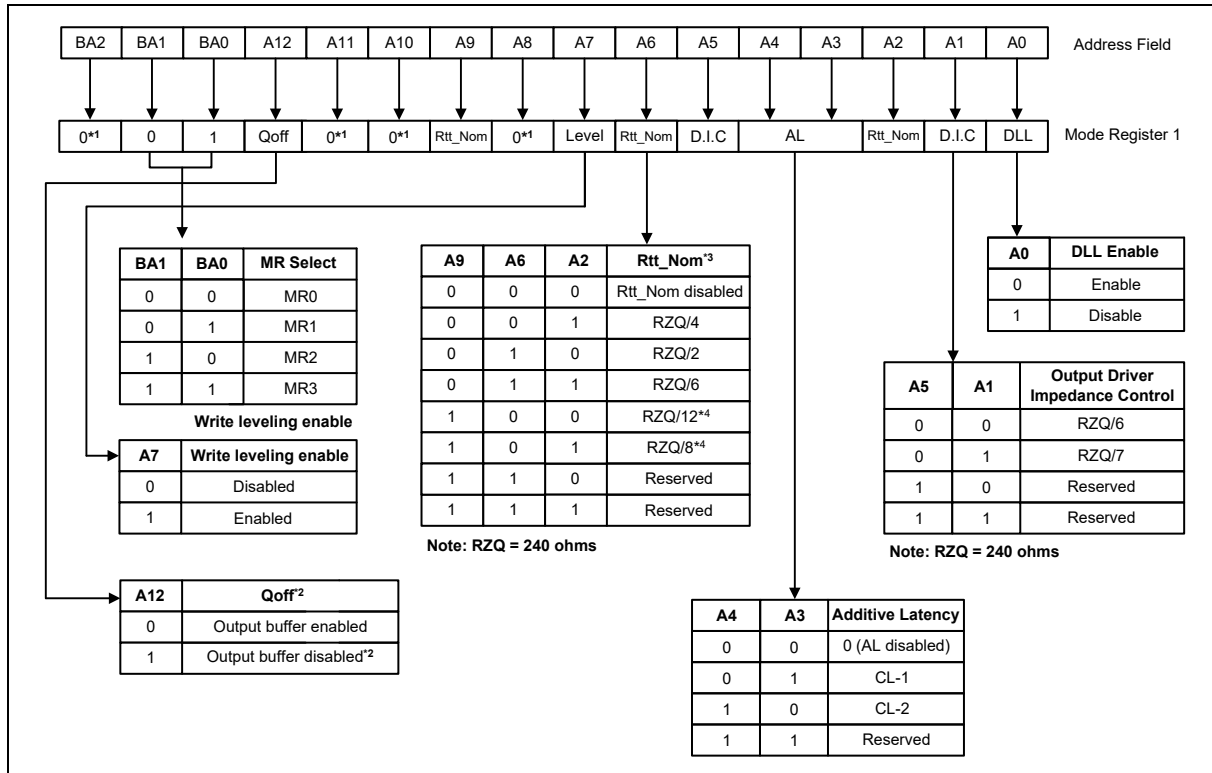 BA2 BA1 BA0 A12 A11 A10 A9 A8 A7 A6 A5 A4 A3 A2 A1 A0 Address Field
0*1 0 1 Qoff 0*1 0*1 Rtt_Nom 0*1 Level Rtt_Nom D.I.C AL Rtt_Nom D.I.C DLL Mode Register 1
BA1 BA0 MR Select
0 0 MR0
0 1 MR1
1 0 MR2
1 1 MR3
Write leveling enable
A7 Write leveling enable
0 Disabled
1 Enabled
A12 Qoff*2
0 Output buffer enabled
1 Output buffer disabled*2
A9 A6 A2 Rtt_Nom*3
0 0 0 Rtt_Nom disabled
0 0 1 RZQ/4
0 1 0 RZQ/2
0 1 1 RZQ/6
1 0 0 RZQ/12*4
1 0 1 RZQ/8*4
1 1 0 Reserved
1 1 1 Reserved
Note: RZQ = 240 ohms
A4 A3 Additive Latency
0 0 0 (AL disabled)
0 1 CL-1
1 0 CL-2
1 1 Reserved
A0 DLL Enable
0 Enable
1 Disable
A5 A1 Output Driver
Impedance Control
0 0 RZQ/6
0 1 RZQ/7
1 0 Reserved
1 1 Reserved
Note: RZQ = 240 ohms